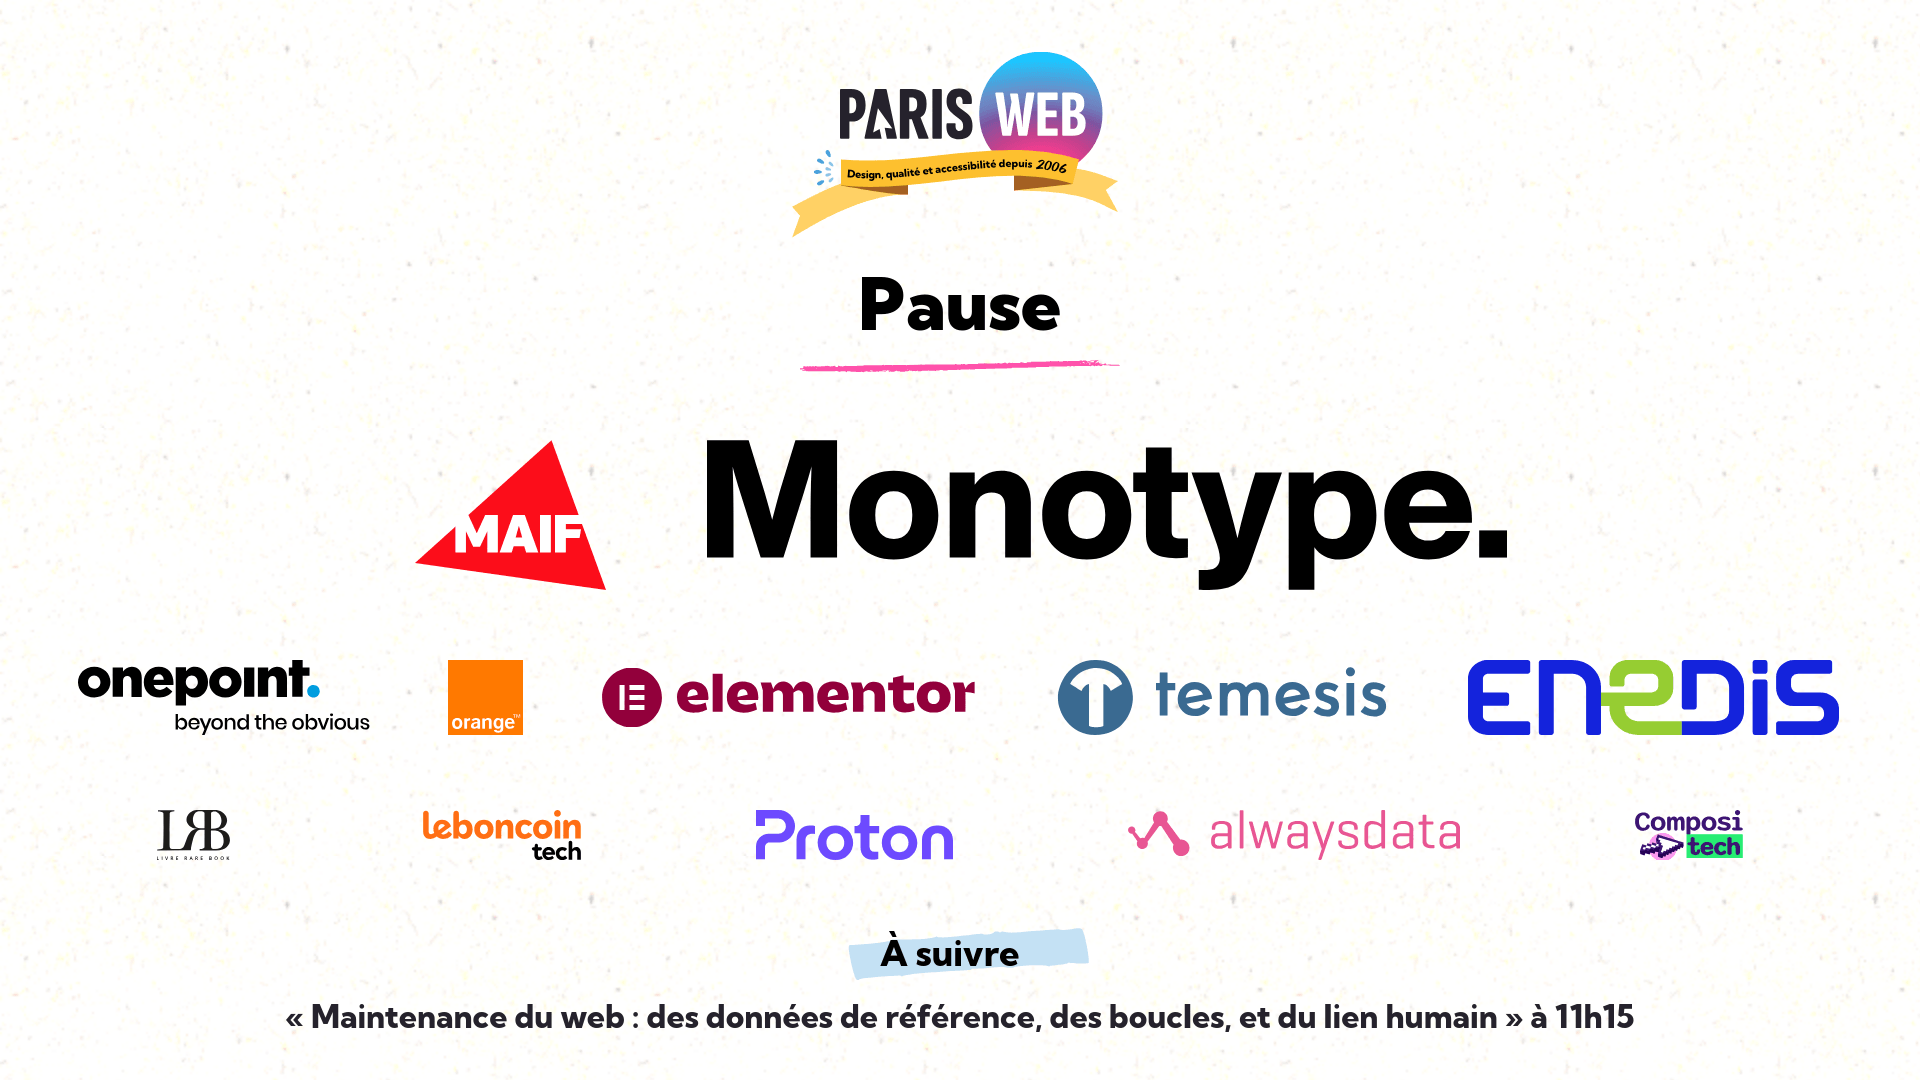 PARIS WEB
Design, qualité et accessibilité depuis 2006
Pause
MAIF
Monotype.
onepoint.
beyond the obvious
orange™
elementor
temesis
ENEDIS
LRB
LIVRE RARE BOOK
leboncoin
tech
Proton
alwaysdata
Composi
tech
À suivre
« Maintenance du web : des données de référence, des boucles, et du lien humain » à 11h15